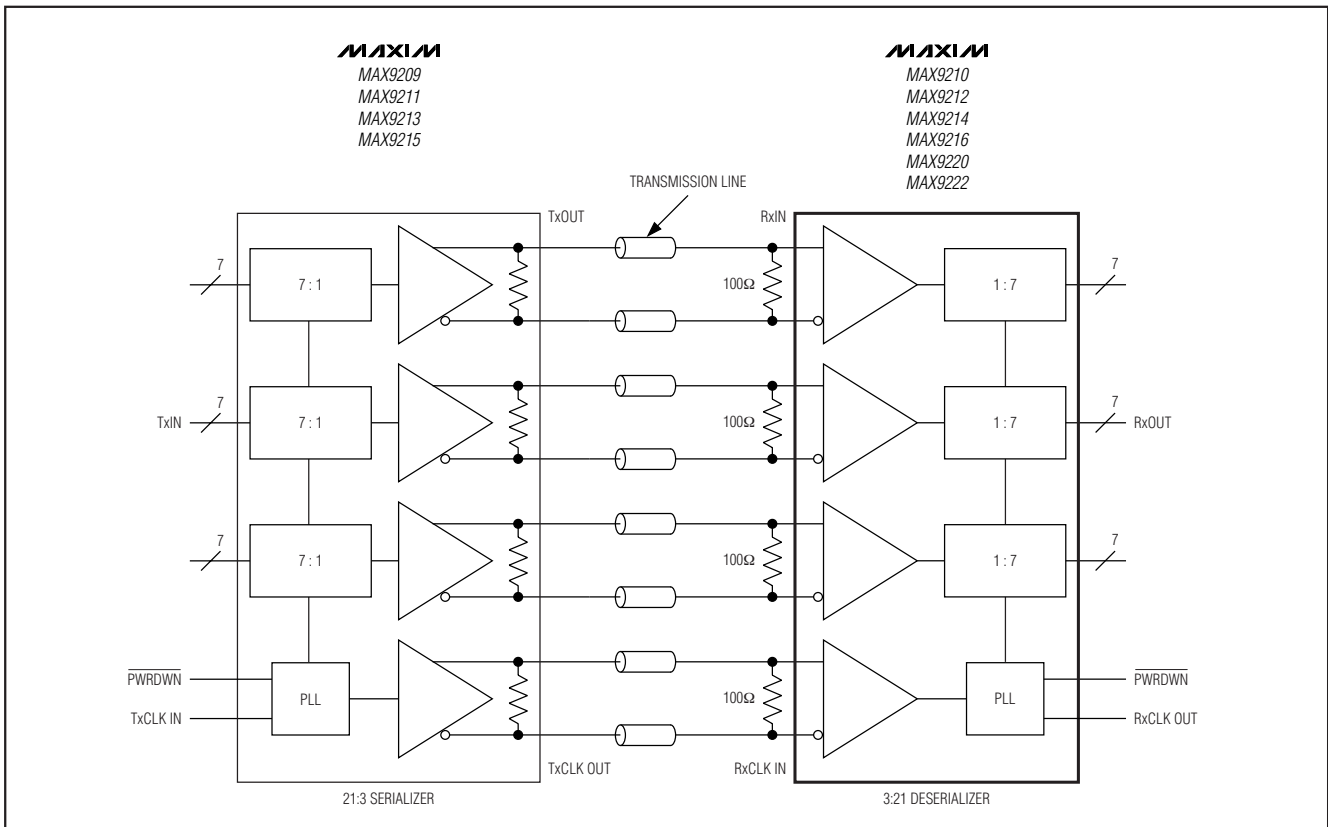 MAXIM
MAX9209
MAX9211
MAX9213
MAX9215
MAXIM
MAX9210
MAX9212
MAX9214
MAX9216
MAX9220
MAX9222
TRANSMISSION LINE
TxOUT
RxIN
7
7 : 1
100Ω
1 : 7
7
TxIN
7
7 : 1
100Ω
1 : 7
7
RxOUT
7
7 : 1
100Ω
1 : 7
7
PWRDWN
TxCLK IN
PLL
100Ω
PLL
PWRDWN
RxCLK OUT
TxCLK OUT
RxCLK IN
21:3 SERIALIZER
3:21 DESERIALIZER